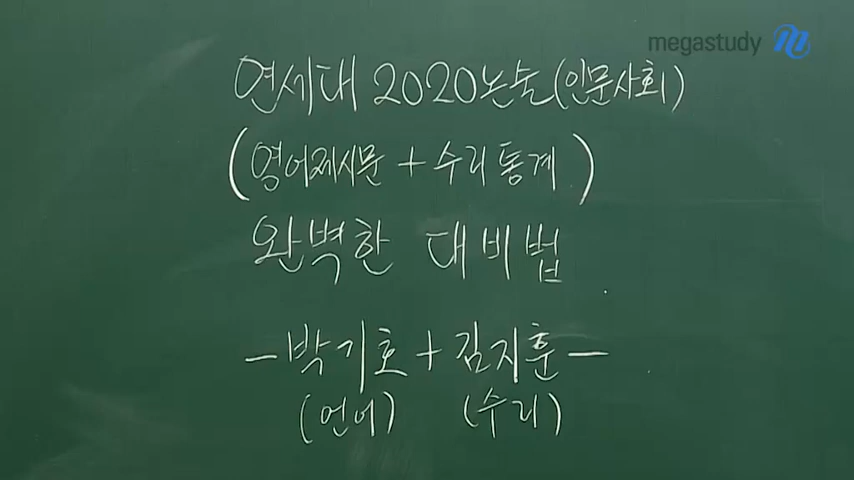 megastudy
연세대 2020논술(인문사회)
(영어제시문 + 수리통계)
완벽한 대비법
-박기호+김지훈-
(언어) (수리)